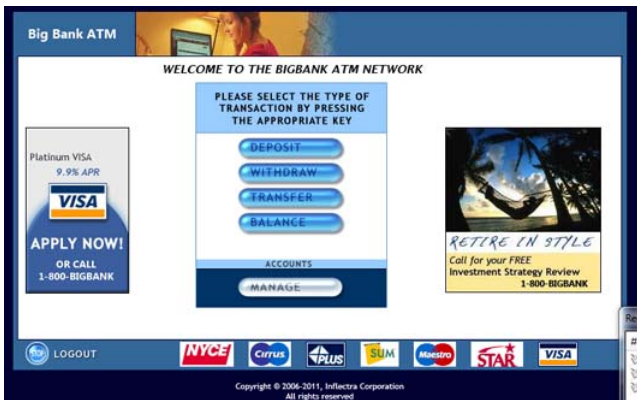 Big Bank ATM
WELCOME TO THE BIGBANK ATM NETWORK
PLEASE SELECT THE TYPE OF
TRANSACTION BY PRESSING
THE APPROPRIATE KEY
DEPOSIT
WITHDRAW
TRANSFER
BALANCE
ACCOUNTS
MANAGE
Platinum VISA
9.9% APR
VISA
APPLY NOW!
OR CALL
1-800-BIGBANK
RETIRE IN STYLE
Call for your FREE
Investment Strategy Review
1-800-BIGBANK
LOGOUT
NYCE
Cirrus
PLUS
SUM
Maestro
STAR
VISA
Re
#
Copyright © 2006-2011, Inflectra Corporation
All rights reserved